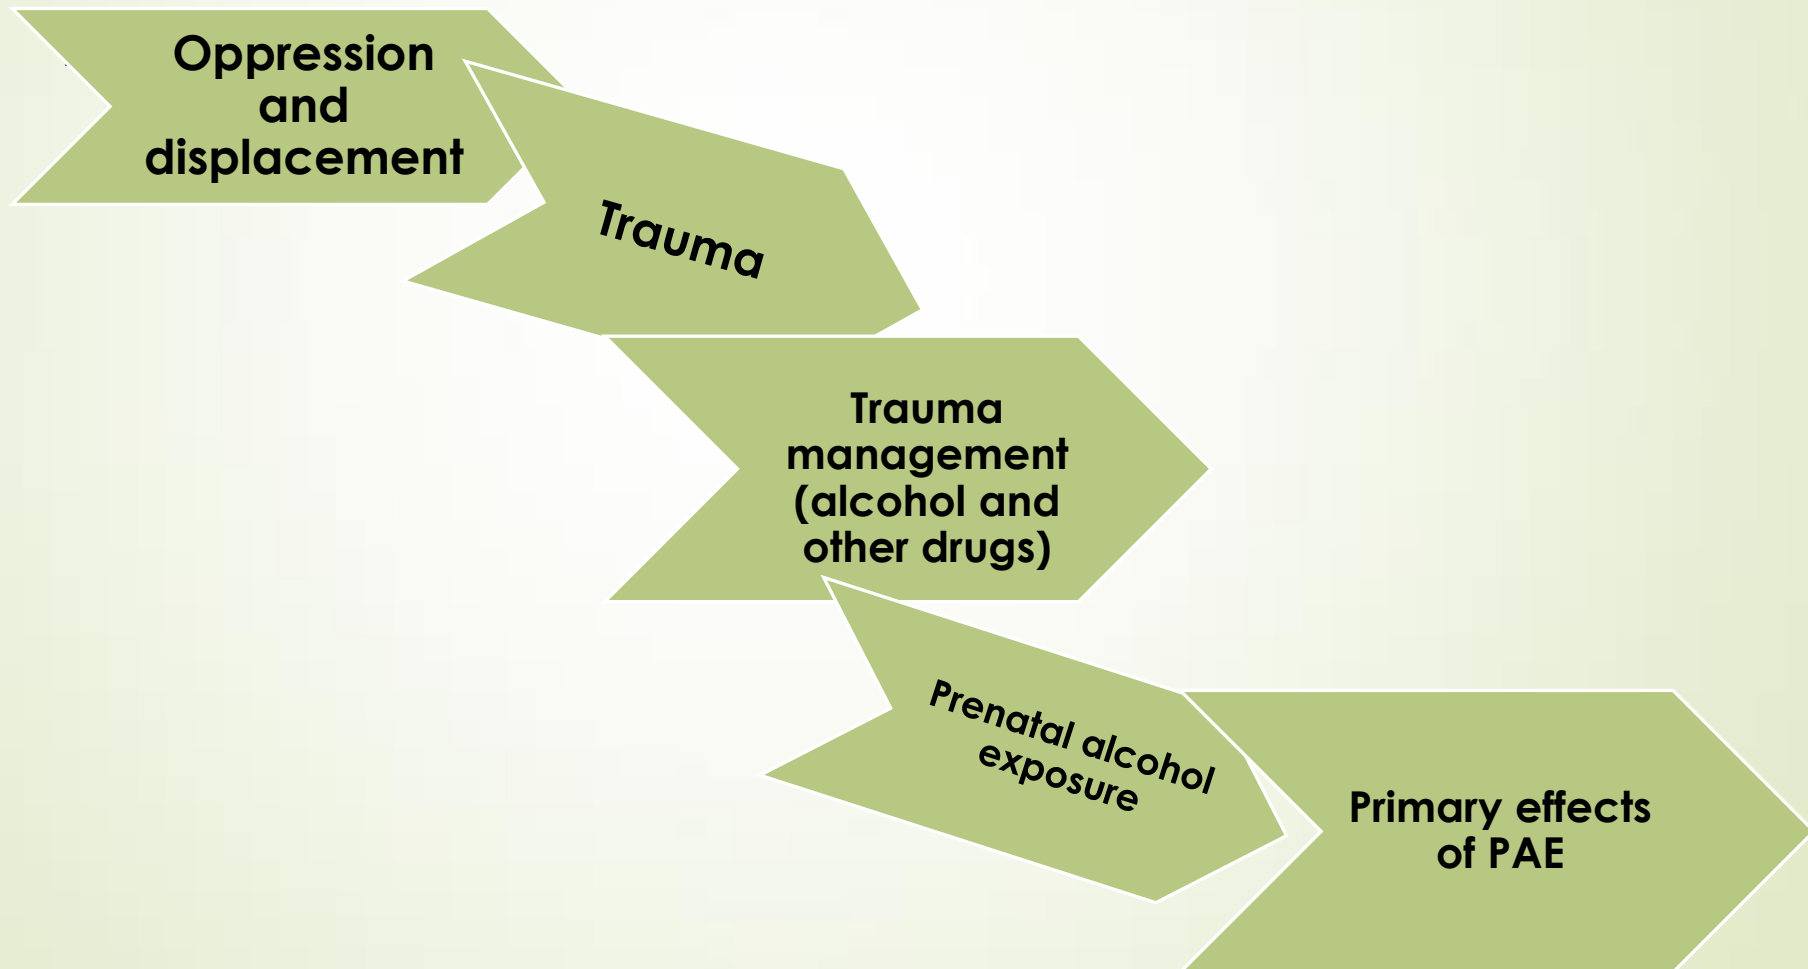 Oppression
and
displacement
Trauma
Trauma
management
(alcohol and
other drugs)
Prenatal alcohol
exposure
Primary effects
of PAE